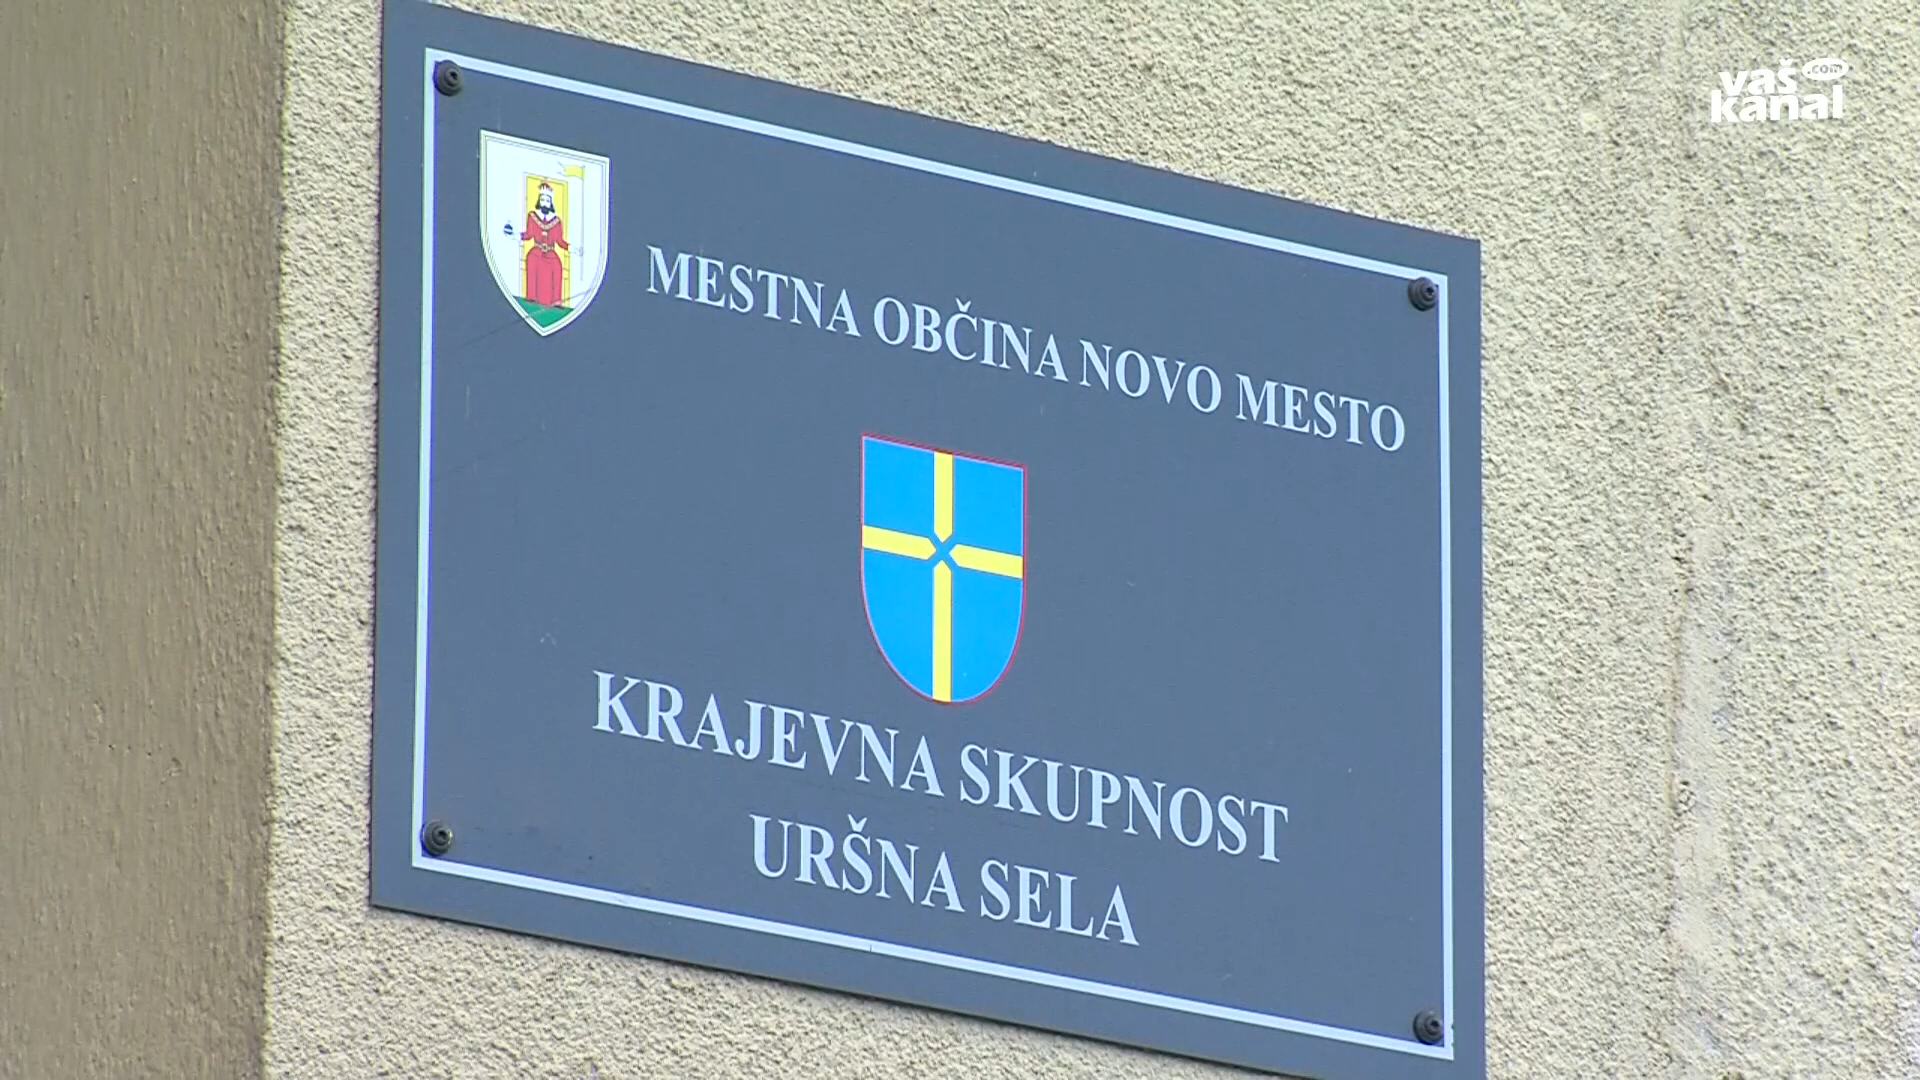 vaš .com
kanal
MESTNA OBČINA NOVO MESTO
KRAJEVNA SKUPNOST
URŠNA SELA